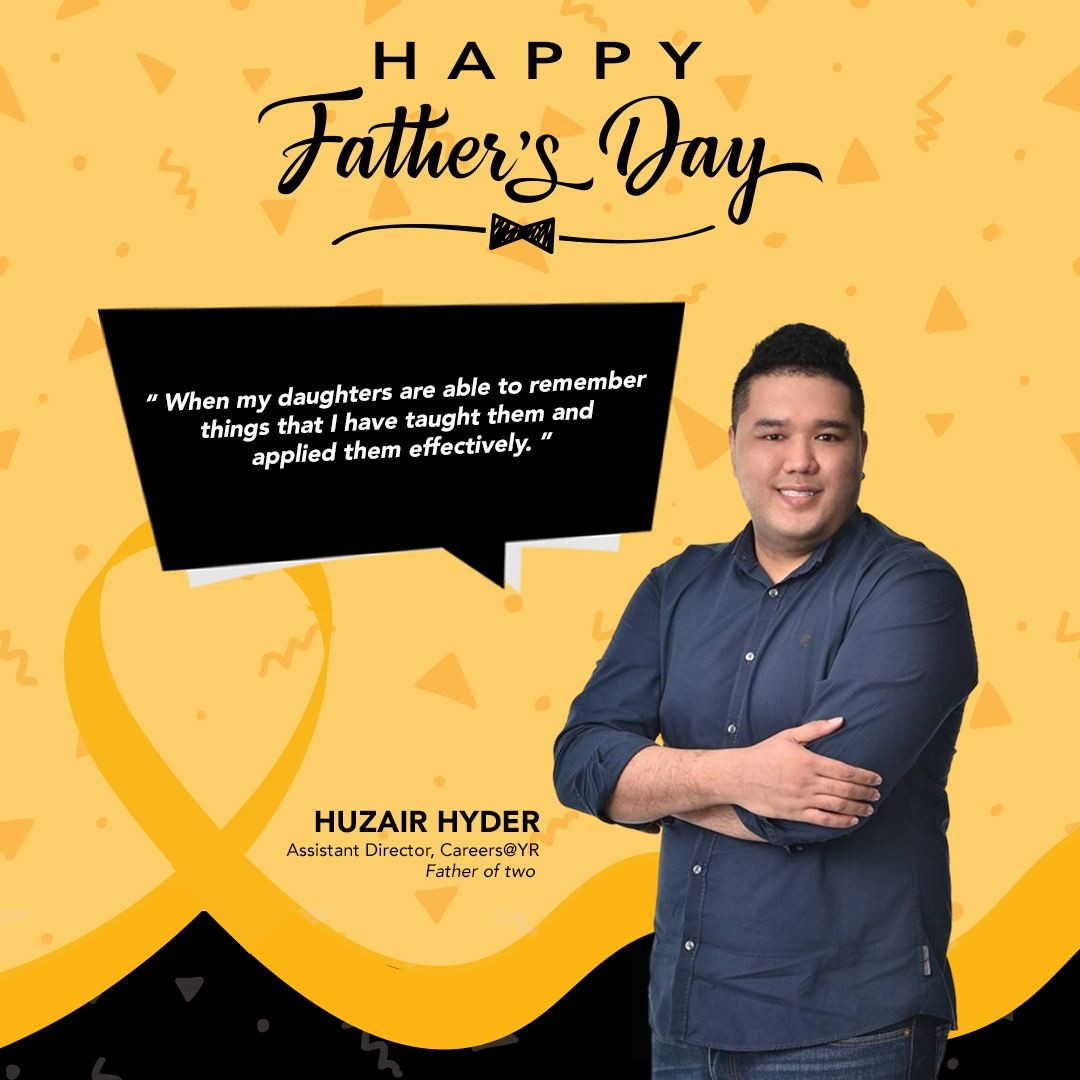 HAPPY
Father's Day
" When my daughters are able to remember
things that I have taught them and
applied them effectively. "
HUZAIR HYDER
Assistant Director, Careers@YR
Father of two